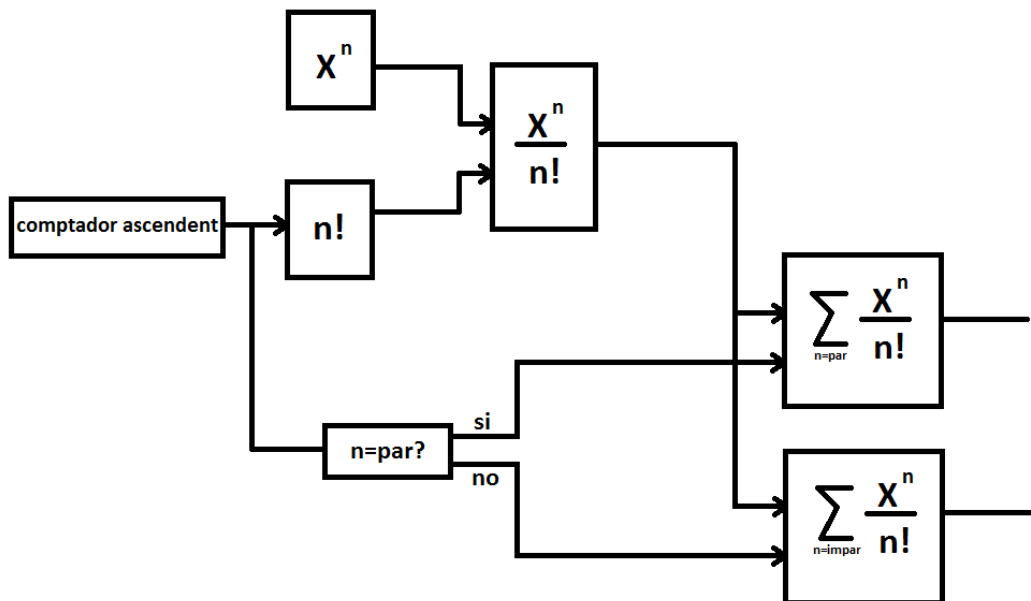 X^n
X^n
n!
comptador ascendent
n!
∑ X^n
n=par n!
si
n=par?
no
∑ X^n
n=impar n!